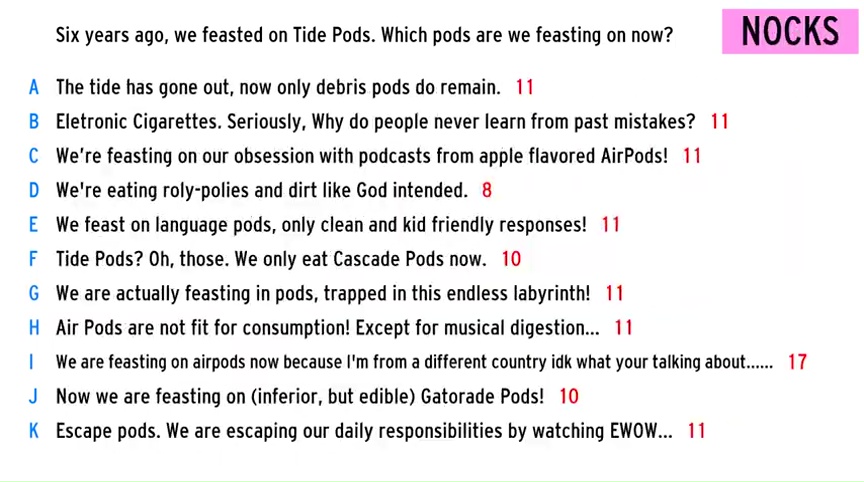 Six years ago, we feasted on Tide Pods. Which pods are we feasting on now?
NOCKS
A The tide has gone out, now only debris pods do remain. 11
B Eletronic Cigarettes. Seriously, Why do people never learn from past mistakes? 11
C We're feasting on our obsession with podcasts from apple flavored AirPods! 11
D We're eating roly-polies and dirt like God intended. 8
E We feast on language pods, only clean and kid friendly responses! 11
F Tide Pods? Oh, those. We only eat Cascade Pods now. 10
G We are actually feasting in pods, trapped in this endless labyrinth! 11
H Air Pods are not fit for consumption! Except for musical digestion... 11
I We are feasting on airpods now because I'm from a different country idk what your talking about...... 17
J Now we are feasting on (inferior, but edible) Gatorade Pods! 10
K Escape pods. We are escaping our daily responsibilities by watching EWOW... 11